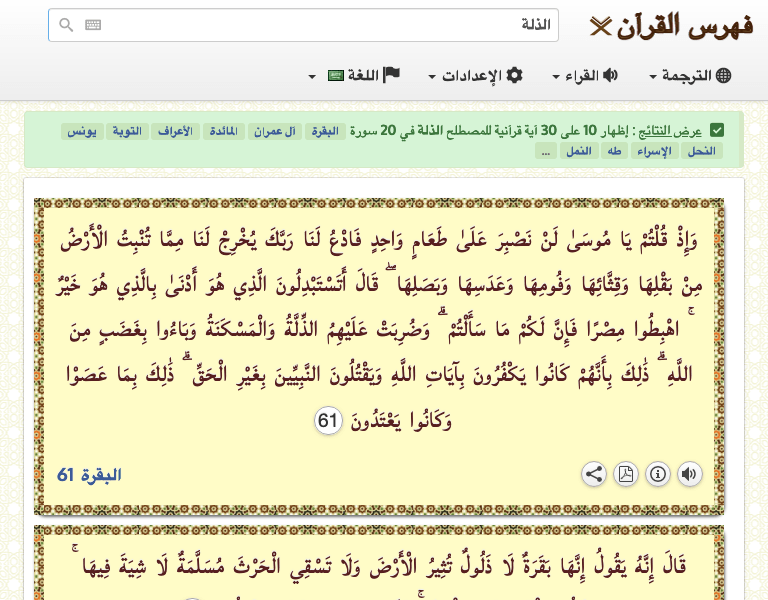 فهرس القرآن
الذلة
الترجمة القراء الإعدادات اللغة
عرض النتائج : إظهار 10 على 30 آية قرآنية للمصطلح الذلة في 20 سورة البقرة آل عمران المائدة الأعراف التوبة يونس
النحل الإسراء طه النمل ...
وَإِذْ قُلْتُمْ يَا مُوسَىٰ لَنْ نَصْبِرَ عَلَىٰ طَعَامٍ وَاحِدٍ فَادْعُ لَنَا رَبَّكَ يُخْرِجْ لَنَا مِمَّا تُنْبِتُ الْأَرْضُ
مِنْ بَقْلِهَا وَقِثَّائِهَا وَفُومِهَا وَعَدَسِهَا وَبَصَلِهَا ۖ قَالَ أَتَسْتَبْدِلُونَ الَّذِي هُوَ أَدْنَىٰ بِالَّذِي هُوَ خَيْرٌ
ۚ اهْبِطُوا مِصْرًا فَإِنَّ لَكُمْ مَا سَأَلْتُمْ ۗ وَضُرِبَتْ عَلَيْهِمُ الذِّلَّةُ وَالْمَسْكَنَةُ وَبَاءُوا بِغَضَبٍ مِنَ
اللَّهِ ۗ ذَٰلِكَ بِأَنَّهُمْ كَانُوا يَكْفُرُونَ بِآيَاتِ اللَّهِ وَيَقْتُلُونَ النَّبِيِّينَ بِغَيْرِ الْحَقِّ ۗ ذَٰلِكَ بِمَا عَصَوْا
وَكَانُوا يَعْتَدُونَ 61
البقرة 61
قَالَ إِنَّهُ يَقُولُ إِنَّهَا بَقَرَةٌ لَا ذَلُولٌ تُثِيرُ الْأَرْضَ وَلَا تَسْقِي الْحَرْثَ مُسَلَّمَةٌ لَا شِيَةَ فِيهَا ۚ